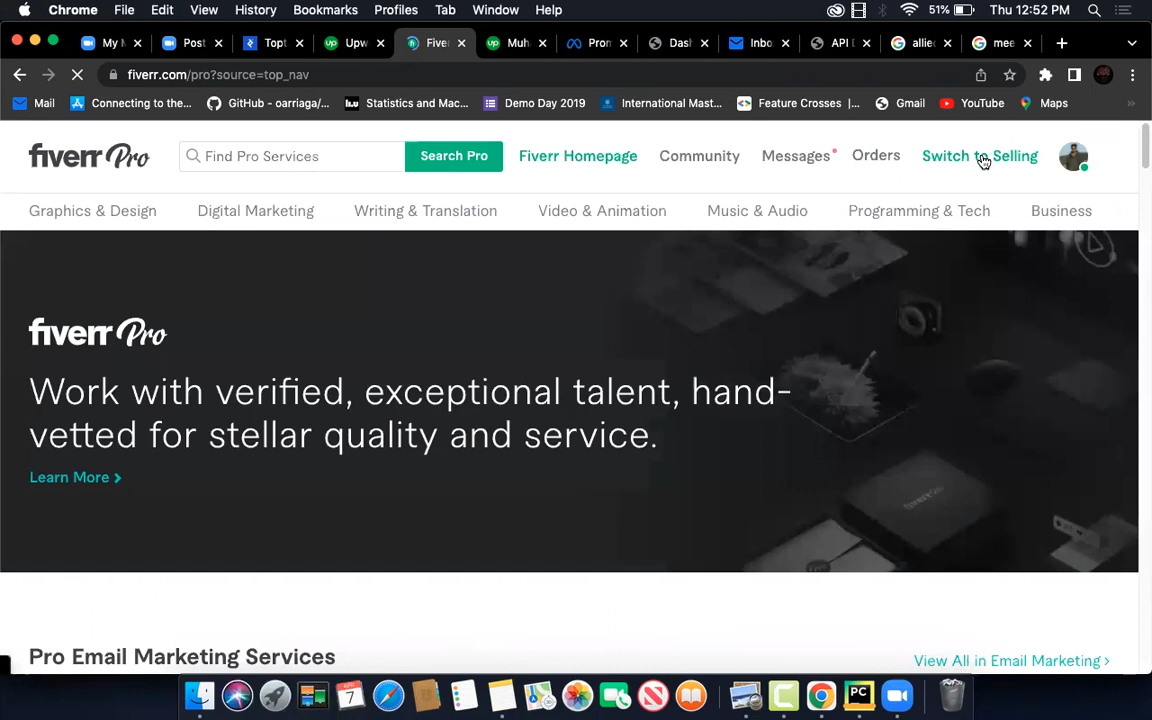 Chrome File Edit View History Bookmarks Profiles Tab Window Help 51% Thu 12:52 PM
My M Post Topt Upw Five Muh Pron Dash Inbo API D allie mee
fiverr.com/pro?source=top_nav
Mail Connecting to the... GitHub - oarriaga/... Statistics and Mac... Demo Day 2019 International Mast... Feature Crosses |... Gmail YouTube Maps »
fiverr Pro Find Pro Services Search Pro Fiverr Homepage Community Messages Orders Switch to Selling
Graphics & Design Digital Marketing Writing & Translation Video & Animation Music & Audio Programming & Tech Business
fiverr Pro
Work with verified, exceptional talent, hand-
vetted for stellar quality and service.
Learn More >
Pro Email Marketing Services View All in Email Marketing >
7
PC